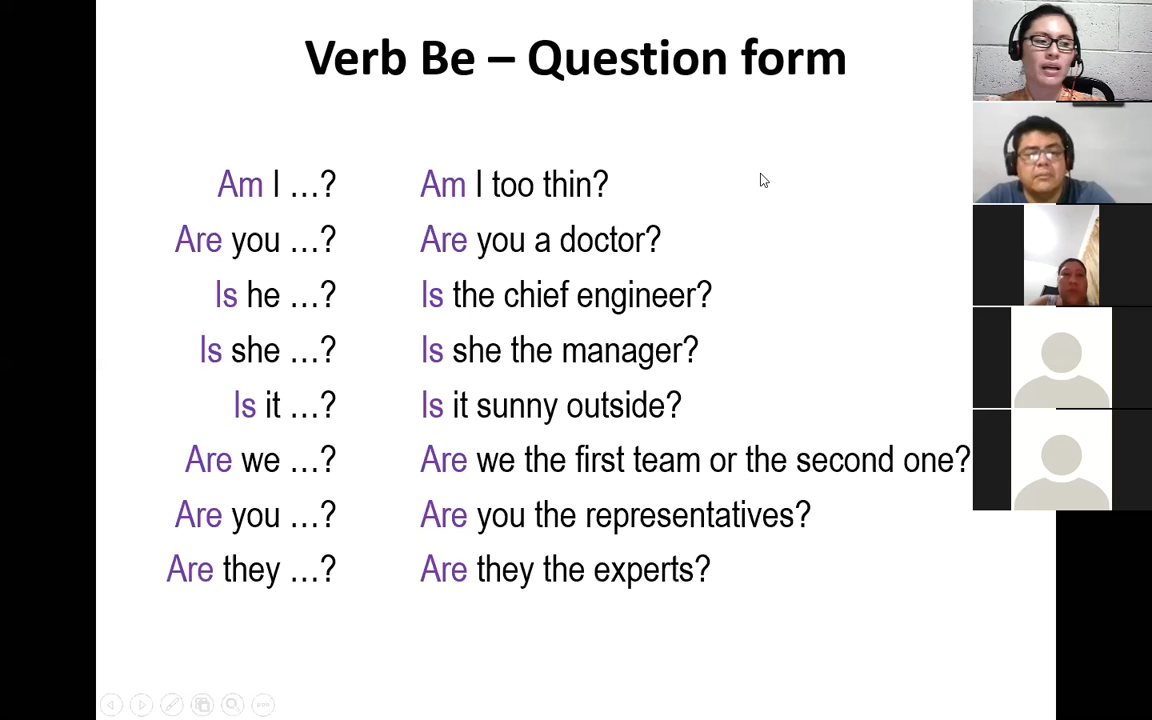 Verb Be – Question form
Am I ...? Am I too thin?
Are you ...? Are you a doctor?
Is he ...? Is the chief engineer?
Is she ...? Is she the manager?
Is it ...? Is it sunny outside?
Are we ...? Are we the first team or the second one?
Are you ...? Are you the representatives?
Are they ...? Are they the experts?